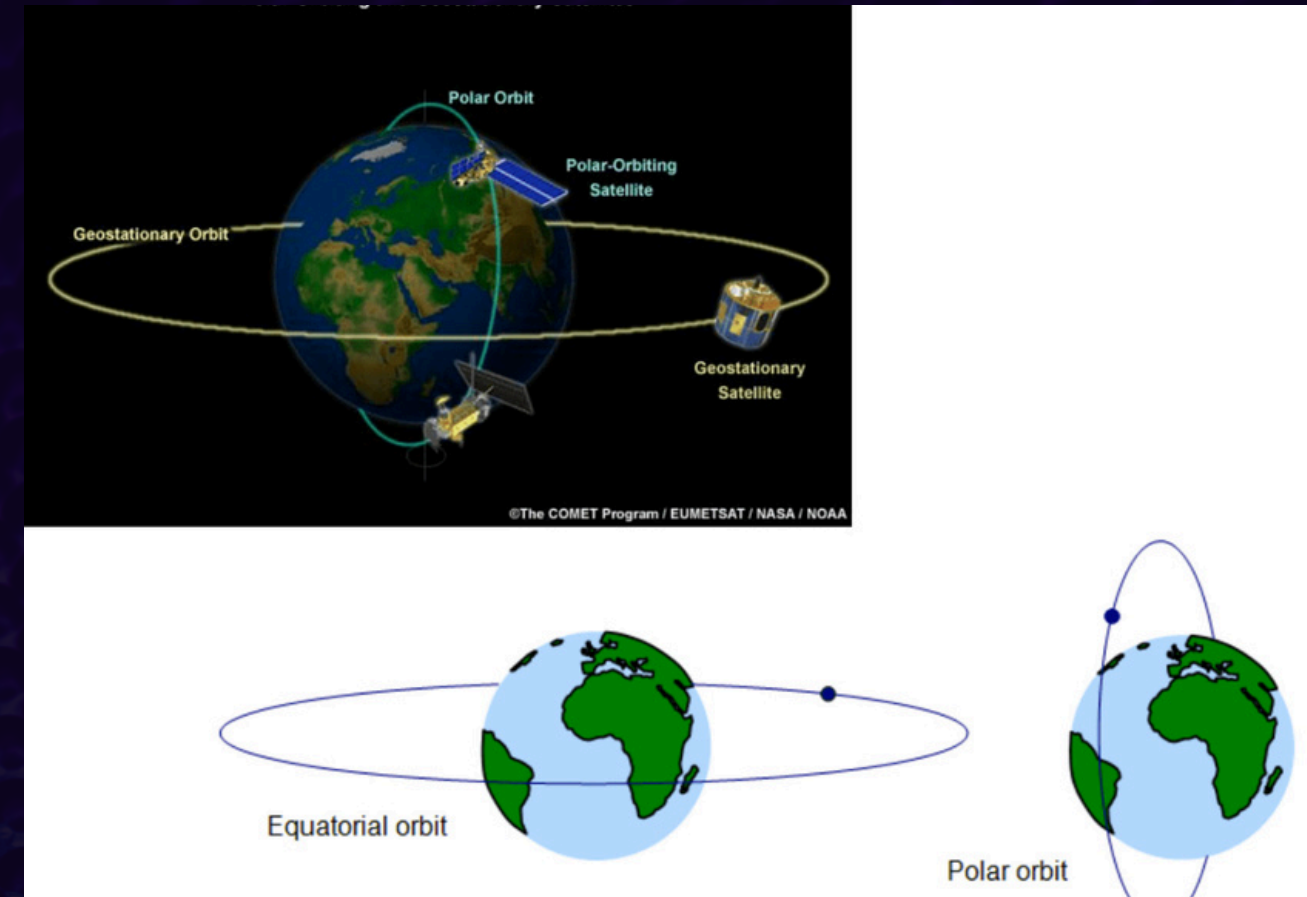 Polar Orbit
Polar-Orbiting
Satellite
Geostationary Orbit
Geostationary
Satellite
©The COMET Program / EUMETSAT / NASA / NOAA
Equatorial orbit
Polar orbit